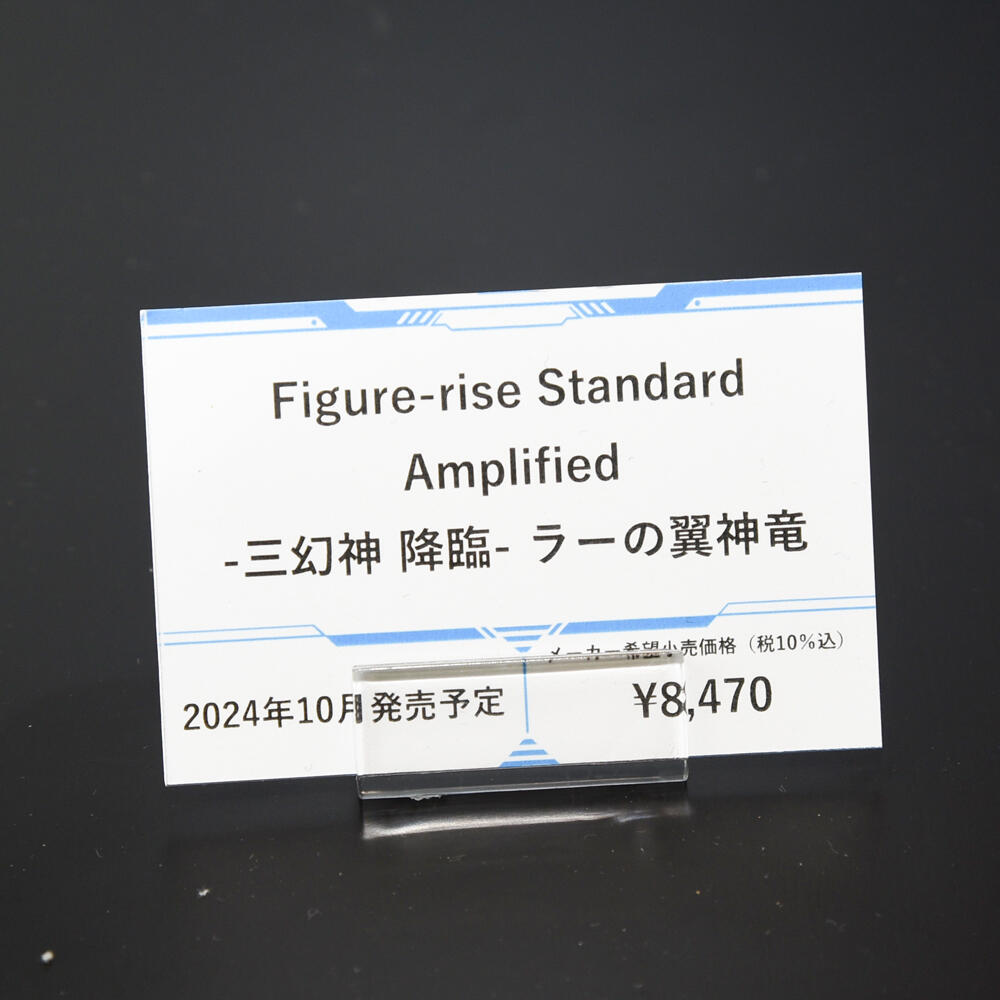 Figure-rise Standard
Amplified
-三幻神 降臨- ラーの翼神竜
メーカー希望小売価格（税10%込）
2024年10月発売予定
¥8,470